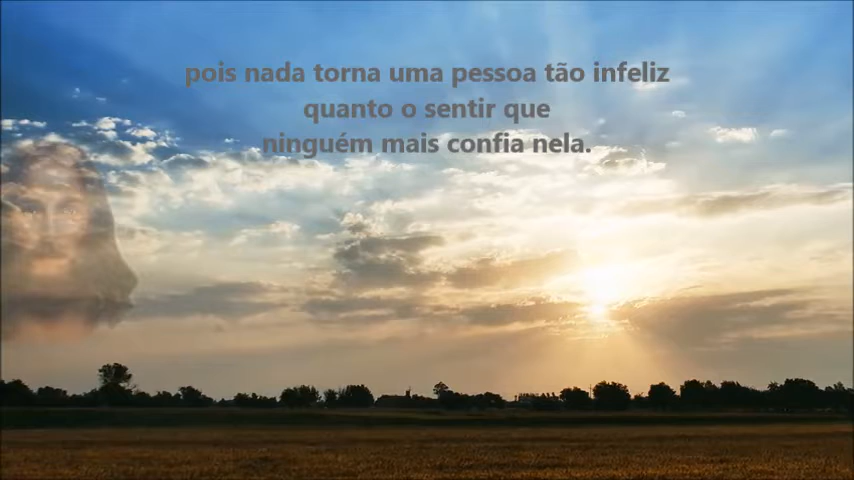 pois nada torna uma pessoa tão infeliz
quanto o sentir que
ninguém mais confia nela.